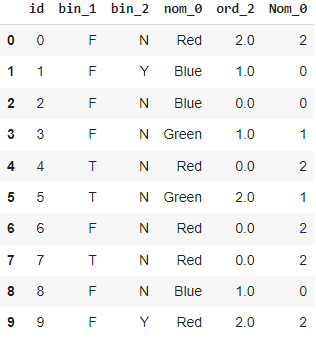 id bin_1 bin_2 nom_0 ord_2 Nom_0
0 0 F N Red 2.0 2
1 1 F Y Blue 1.0 0
2 2 F N Blue 0.0 0
3 3 F N Green 1.0 1
4 4 T N Red 0.0 2
5 5 T N Green 2.0 1
6 6 F N Red 0.0 2
7 7 T N Red 0.0 2
8 8 F N Blue 1.0 0
9 9 F Y Red 2.0 2